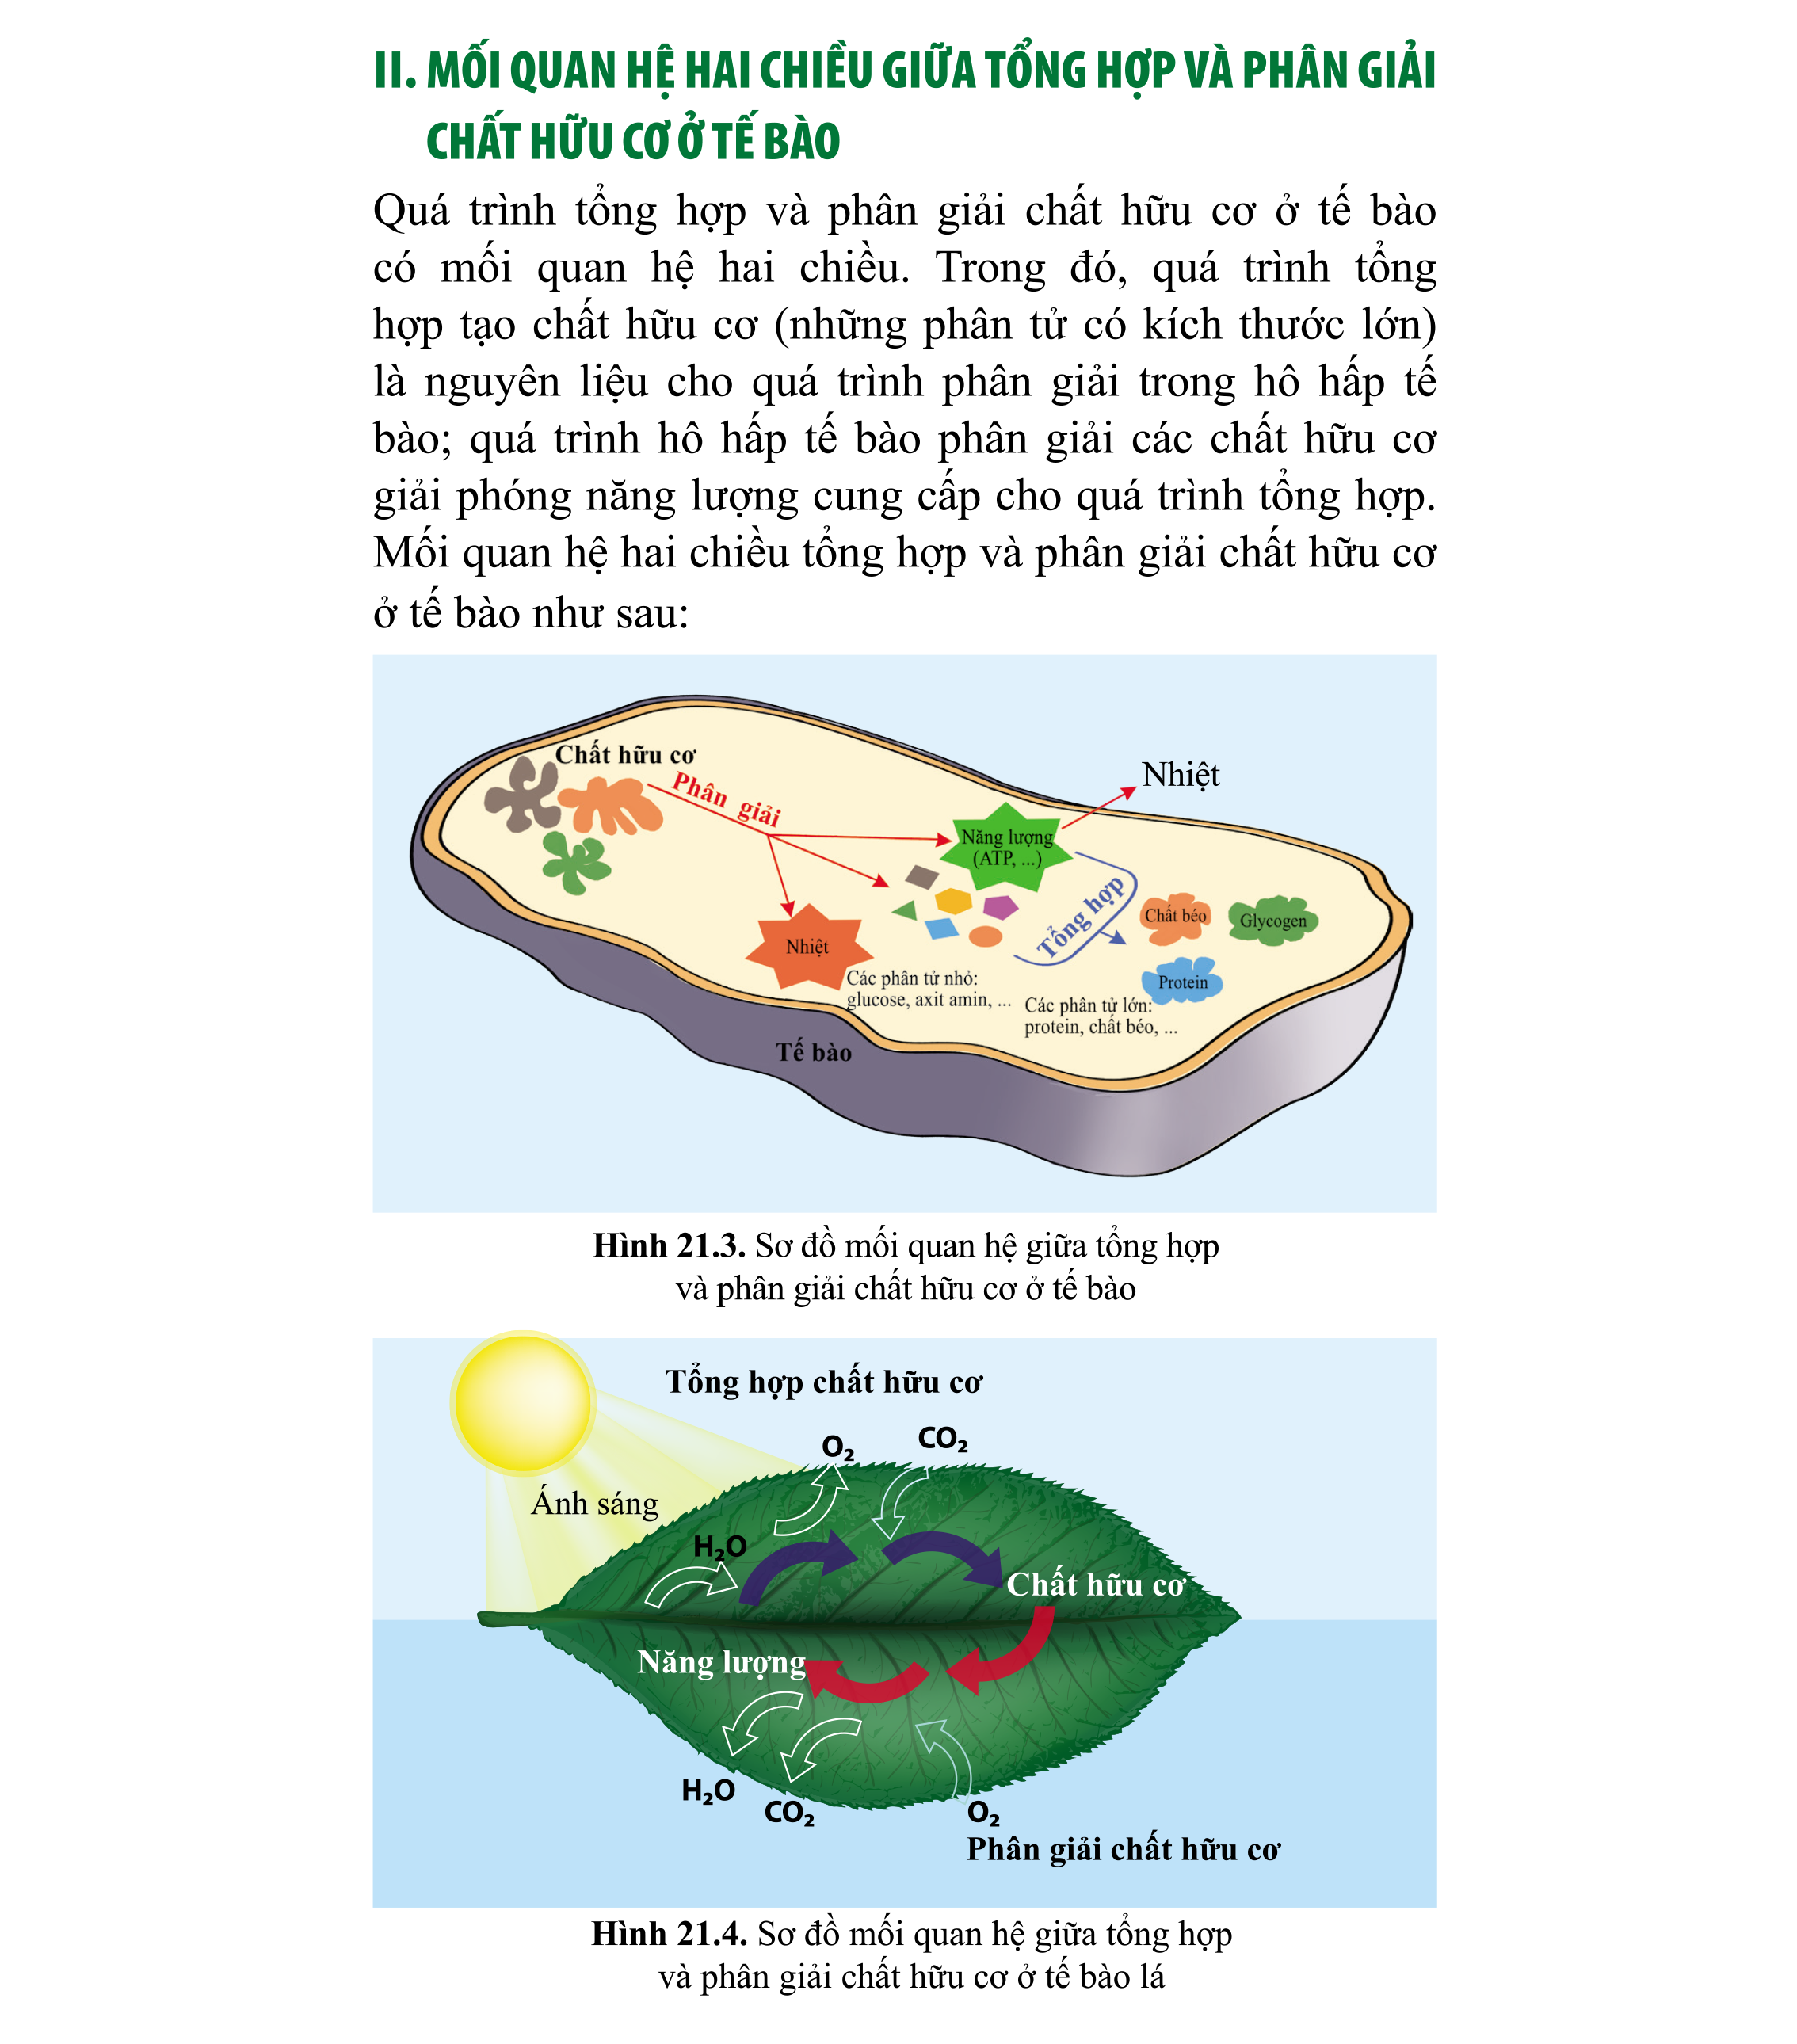 II. MỐI QUAN HỆ HAI CHIỀU GIỮA TỔNG HỢP VÀ PHÂN GIẢI
CHẤT HỮU CƠ Ở TẾ BÀO
Quá trình tổng hợp và phân giải chất hữu cơ ở tế bào
có mối quan hệ hai chiều. Trong đó, quá trình tổng
hợp tạo chất hữu cơ (những phân tử có kích thước lớn)
là nguyên liệu cho quá trình phân giải trong hô hấp tế
bào; quá trình hô hấp tế bào phân giải các chất hữu cơ
giải phóng năng lượng cung cấp cho quá trình tổng hợp.
Mối quan hệ hai chiều tổng hợp và phân giải chất hữu cơ
ở tế bào như sau:
Chất hữu cơ
Phân giải
Nhiệt
Năng lượng
(ATP, ...)
Tổng hợp
Chất béo
Glycogen
Nhiệt
Protein
Các phân tử nhỏ:
glucose, axit amin, ...
Các phân tử lớn:
protein, chất béo, ...
Tế bào
Hình 21.3. Sơ đồ mối quan hệ giữa tổng hợp
và phân giải chất hữu cơ ở tế bào
Tổng hợp chất hữu cơ
O₂
CO₂
Ánh sáng
H₂O
Chất hữu cơ
Năng lượng
H₂O
CO₂
O₂
Phân giải chất hữu cơ
Hình 21.4. Sơ đồ mối quan hệ giữa tổng hợp
và phân giải chất hữu cơ ở tế bào lá